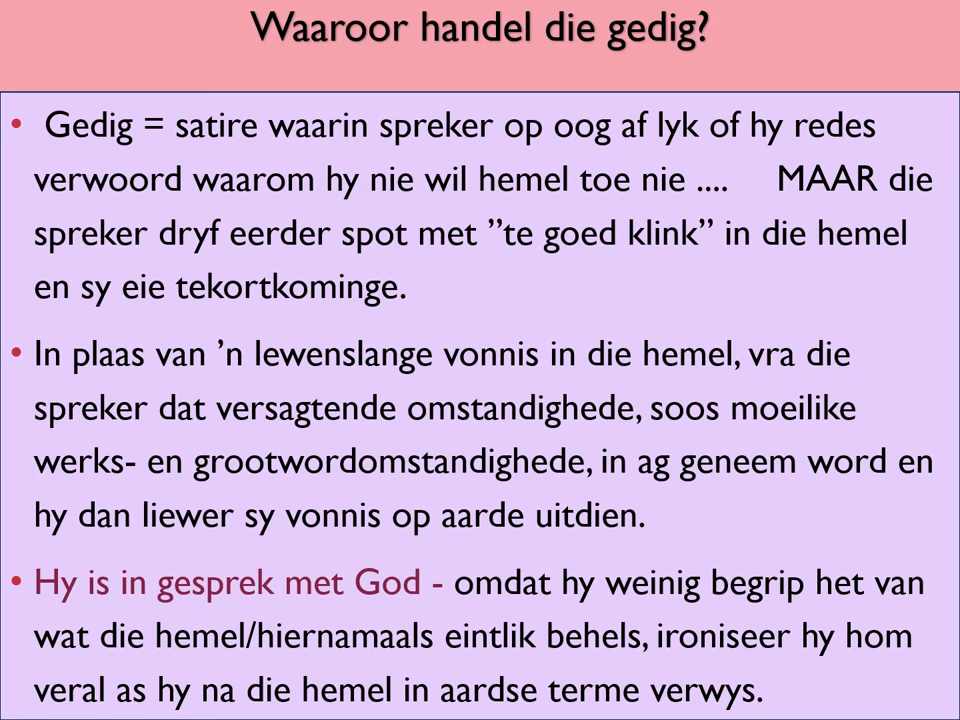 Waaroor handel die gedig?
• Gedig = satire waarin spreker op oog af lyk of hy redes
verwoord waarom hy nie wil hemel toe nie .... MAAR die
spreker dryf eerder spot met ”te goed klink” in die hemel
en sy eie tekortkominge.
• In plaas van ’n lewenslange vonnis in die hemel, vra die
spreker dat versagtende omstandighede, soos moeilike
werks- en grootwordomstandighede, in ag geneem word en
hy dan liewer sy vonnis op aarde uitdien.
• Hy is in gesprek met God - omdat hy weinig begrip het van
wat die hemel/hiernamaals eintlik behels, ironiseer hy hom
veral as hy na die hemel in aardse terme verwys.